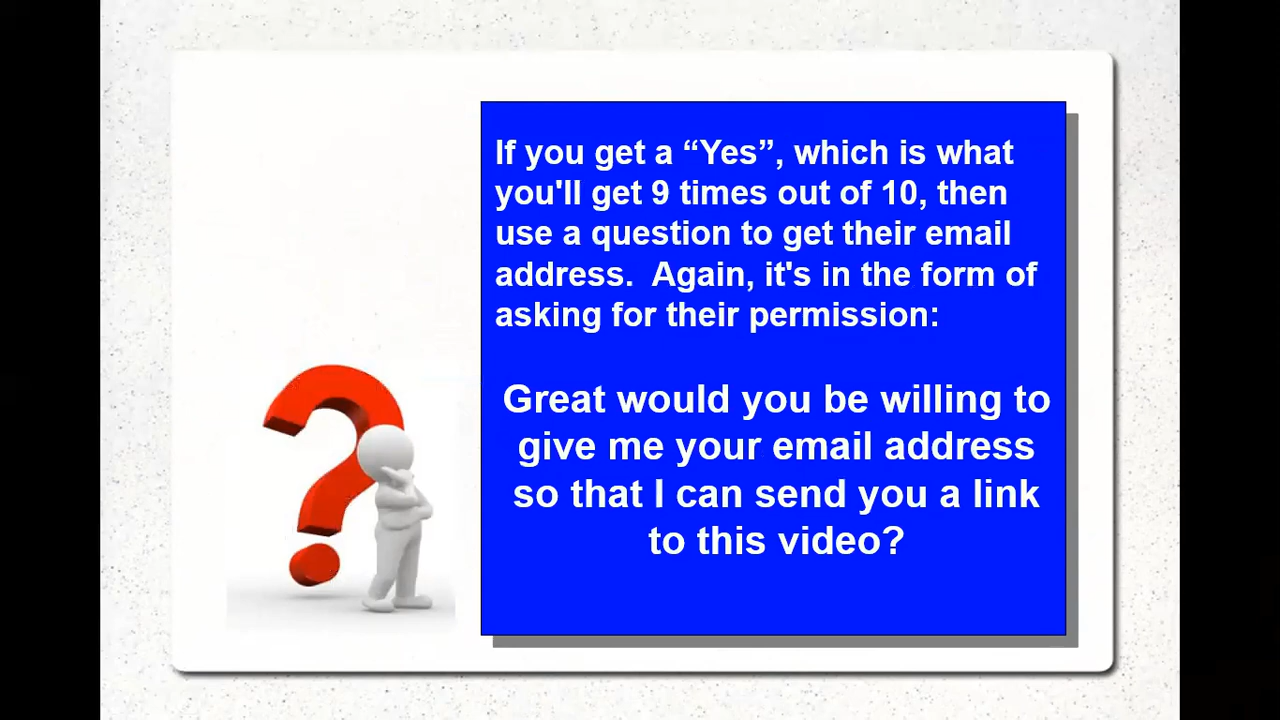 If you get a “Yes”, which is what
you'll get 9 times out of 10, then
use a question to get their email
address.  Again, it's in the form of
asking for their permission:
Great would you be willing to
give me your email address
so that I can send you a link
to this video?